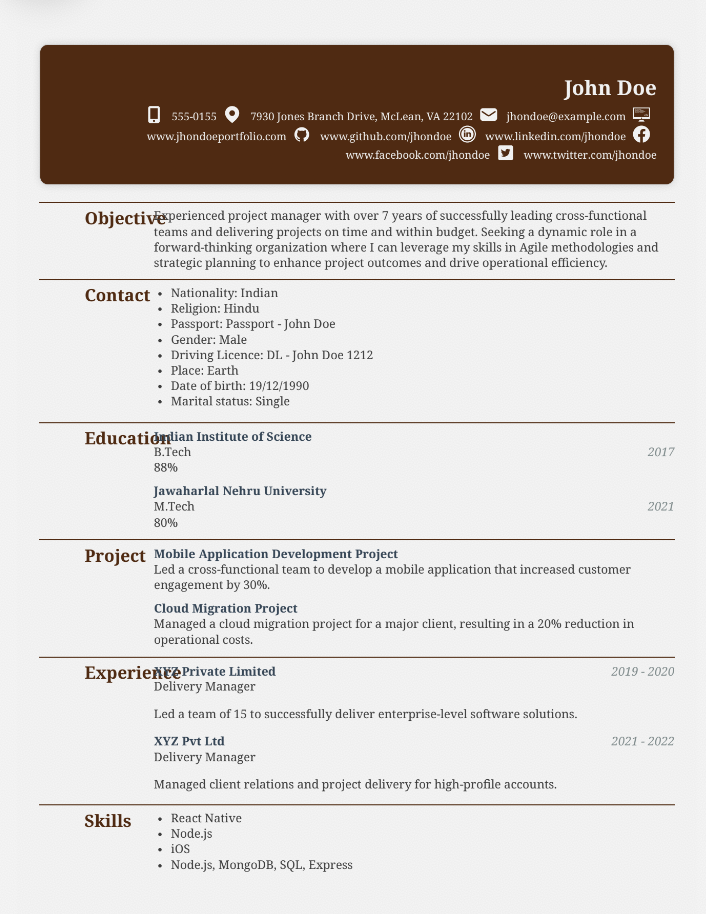 John Doe
555-0155 7930 Jones Branch Drive, McLean, VA 22102 jhondoe@example.com
www.jhondoeportfolio.com www.github.com/jhondoe www.linkedin.com/jhondoe
www.facebook.com/jhondoe www.twitter.com/jhondoe
Objective
Experienced project manager with over 7 years of successfully leading cross-functional
teams and delivering projects on time and within budget. Seeking a dynamic role in a
forward-thinking organization where I can leverage my skills in Agile methodologies and
strategic planning to enhance project outcomes and drive operational efficiency.
Contact
• Nationality: Indian
• Religion: Hindu
• Passport: Passport - John Doe
• Gender: Male
• Driving Licence: DL - John Doe 1212
• Place: Earth
• Date of birth: 19/12/1990
• Marital status: Single
Education
Indian Institute of Science
B.Tech 2017
88%
Jawaharlal Nehru University
M.Tech 2021
80%
Project
Mobile Application Development Project
Led a cross-functional team to develop a mobile application that increased customer
engagement by 30%.
Cloud Migration Project
Managed a cloud migration project for a major client, resulting in a 20% reduction in
operational costs.
Experience
XYZ Private Limited 2019 - 2020
Delivery Manager
Led a team of 15 to successfully deliver enterprise-level software solutions.
XYZ Pvt Ltd 2021 - 2022
Delivery Manager
Managed client relations and project delivery for high-profile accounts.
Skills
• React Native
• Node.js
• iOS
• Node.js, MongoDB, SQL, Express